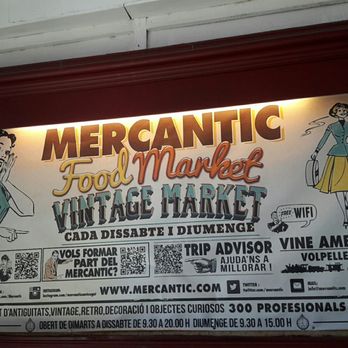 MERCANTIC
Food Market
VINTAGE MARKET
CADA DISSABTE I DIUMENGE
FREE WIFI
VOLS FORMAR
PART DE
MERCANTIC?
TRIP ADVISOR
AJUDA'NS A
MILLORAR!
VINE AMB
VOLPELLE
WWW.MERCANTIC.COM
TWITTER:
MAIL:
D'ANTIGUITATS,VINTAGE,RETRO,DECORACIÓ I OBJECTES CURIOSOS 300 PROFESIONALS
OBERT DE DIMARTS A DISSABTE DE 9.30 A 20.00 H DIUMENGE DE 9.30 A 15.00 H